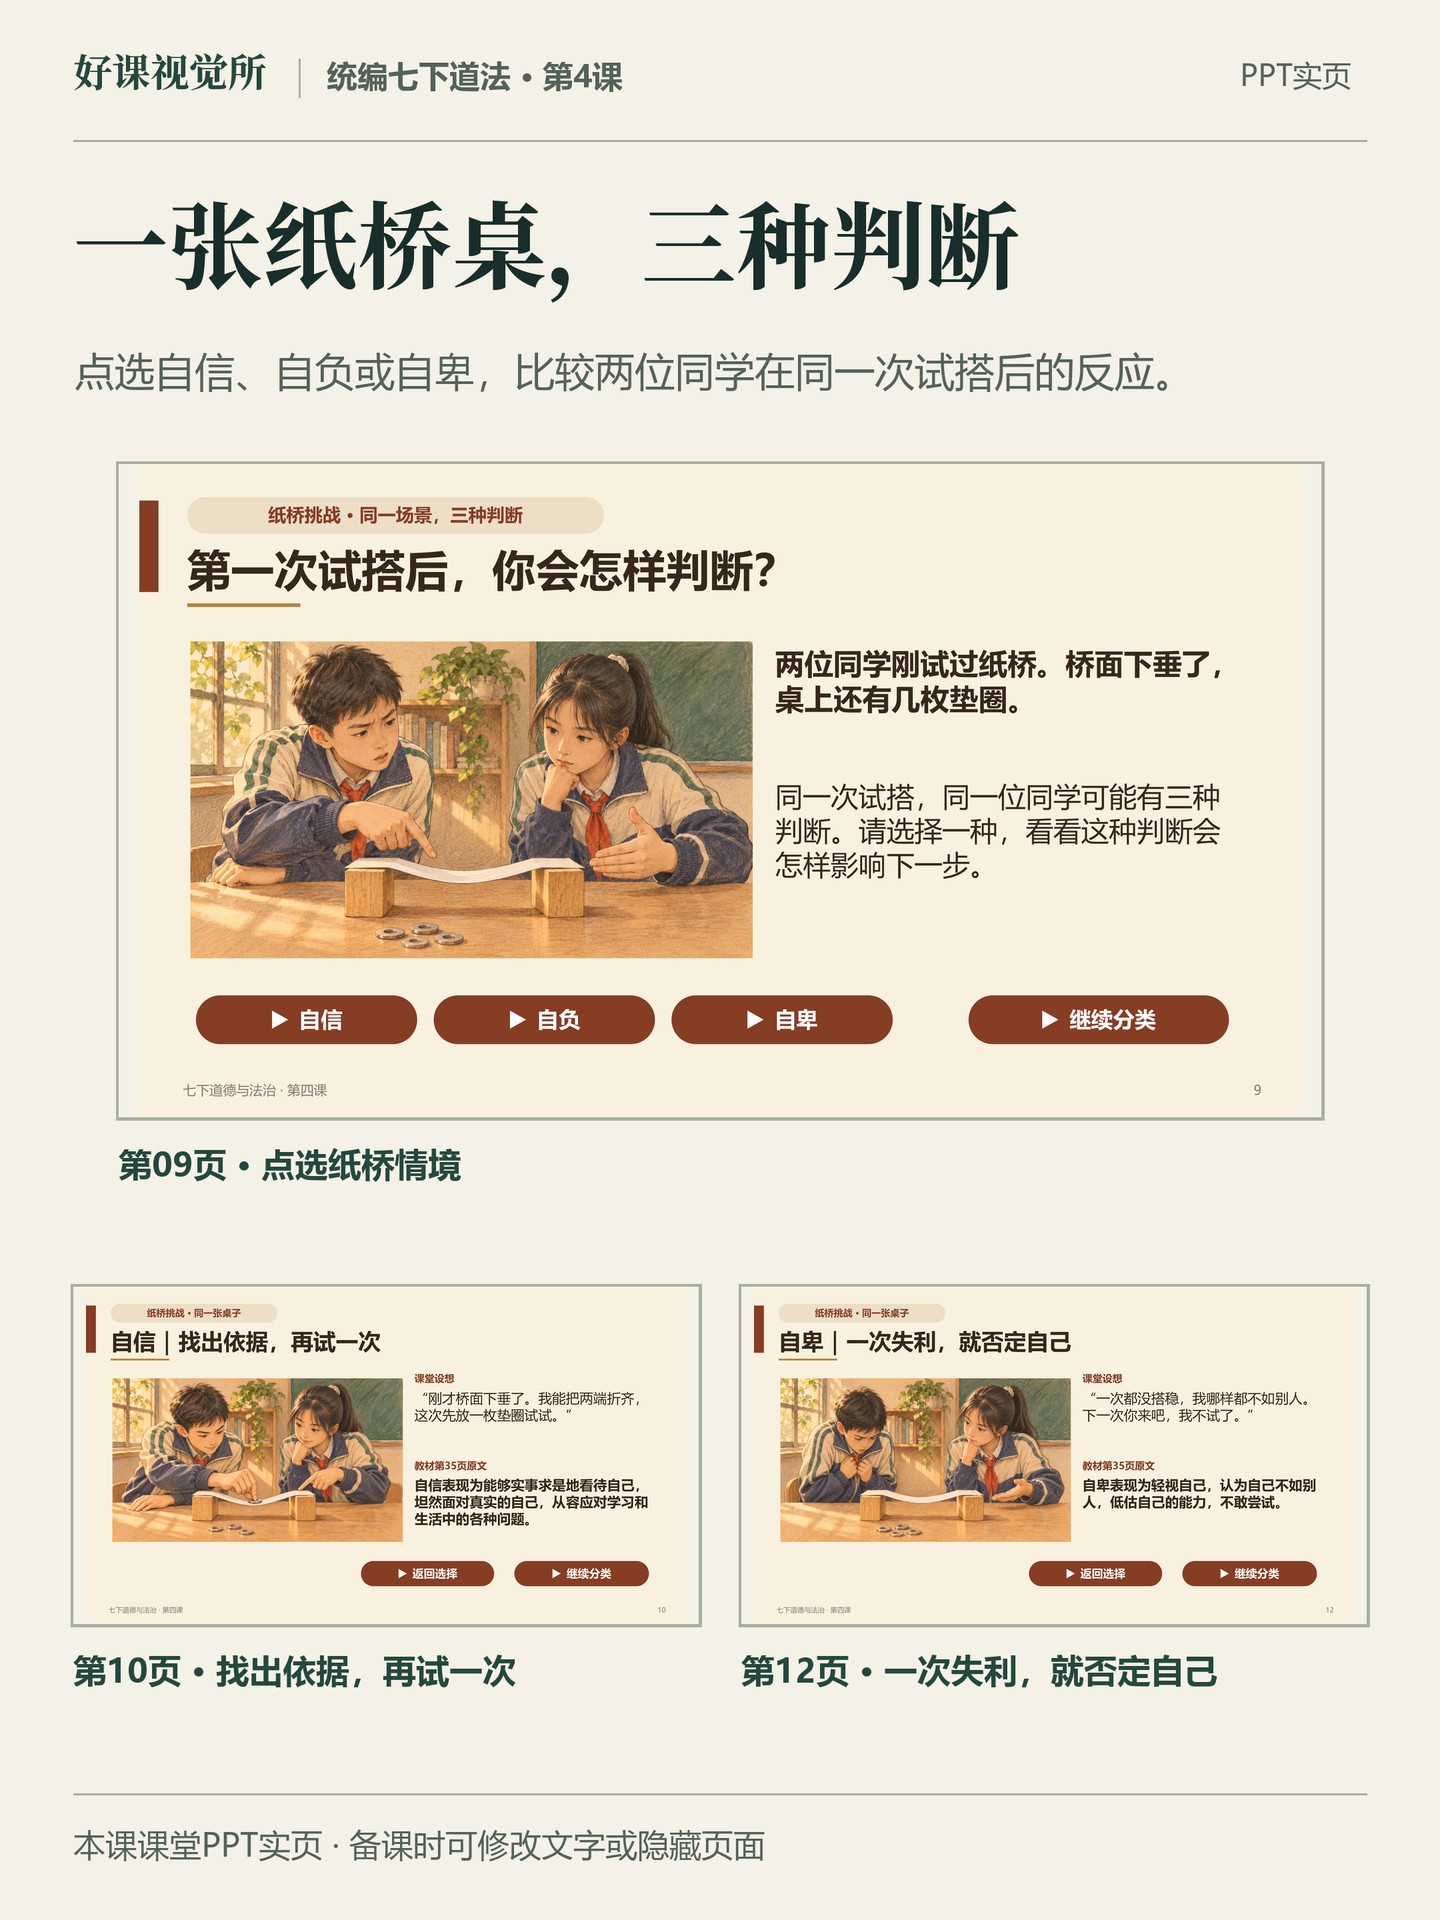 好课视觉所
统编七下道法·第4课
PPT实页
一张纸桥桌，三种判断
点选自信、自负或自卑，比较两位同学在同一次试搭后的反应。
纸桥挑战·同一场景，三种判断
第一次试搭后，你会怎样判断？
两位同学刚试过纸桥。桥面下垂了，
桌上还有几枚垫圈。
同一次试搭，同一位同学可能有三种
判断。请选择一种，看看这种判断会
怎样影响下一步。
▶ 自信
▶ 自负
▶ 自卑
▶ 继续分类
七下道德与法治·第四课
9
第09页·点选纸桥情境
纸桥挑战·同一张桌子
自信｜找出依据，再试一次
课堂设想
“刚才桥面下垂了。我能把两端折齐，
这次先放一枚垫圈试试。”
教材第35页原文
自信表现为能够实事求是地看待自己，
坦然面对真实的自己，从容应对学习和
生活中的各种问题。
▶ 返回选择
▶ 继续分类
七下道德与法治·第四课
10
第10页·找出依据，再试一次
纸桥挑战·同一张桌子
自卑｜一次失利，就否定自己
课堂设想
“一次都没搭稳，我哪样都不如别人。
下一次你来吧，我不试了。”
教材第35页原文
自卑表现为轻视自己，认为自己不如别
人，低估自己的能力，不敢尝试。
▶ 返回选择
▶ 继续分类
七下道德与法治·第四课
12
第12页·一次失利，就否定自己
本课课堂PPT实页·备课时可修改文字或隐藏页面